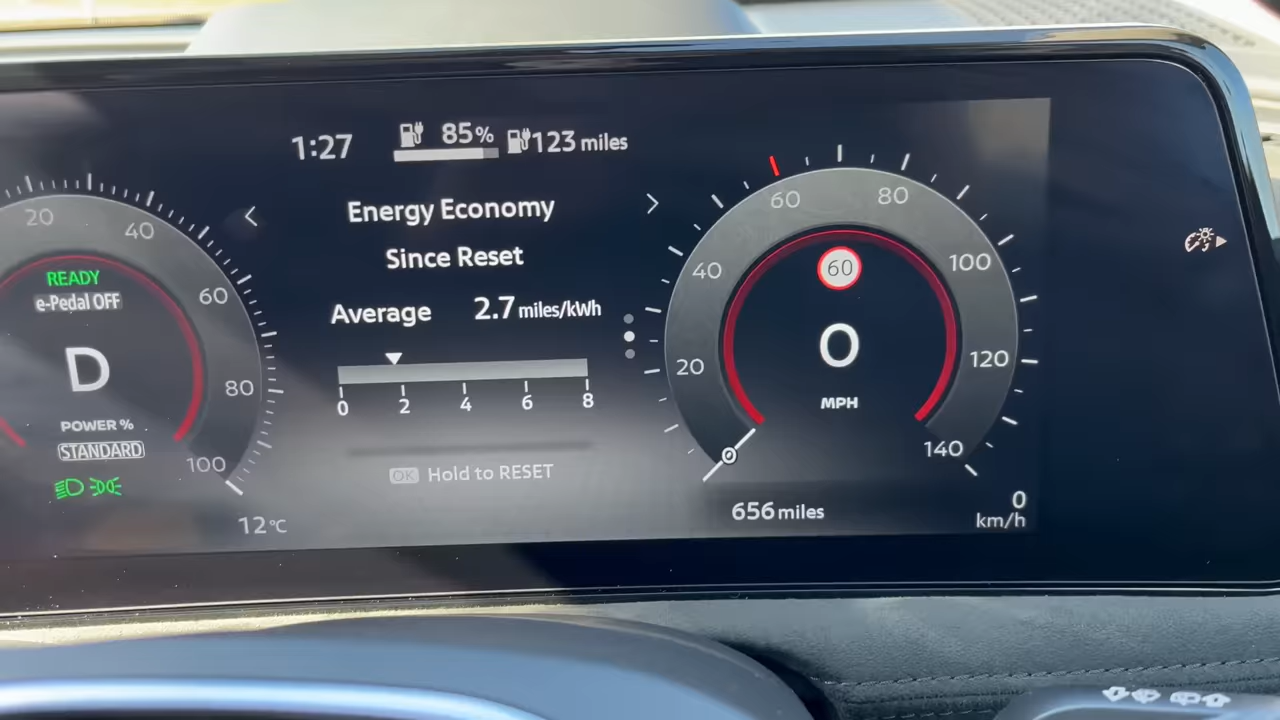 1:27 85% 123 miles
Energy Economy
Since Reset
Average 2.7 miles/kWh
0 2 4 6 8
OK Hold to RESET
20 40 60 80 100
READY
e-Pedal OFF
D
POWER %
STANDARD
12°C
20 40 60 80 100 120 140
60
0
MPH
0
656 miles
0
km/h